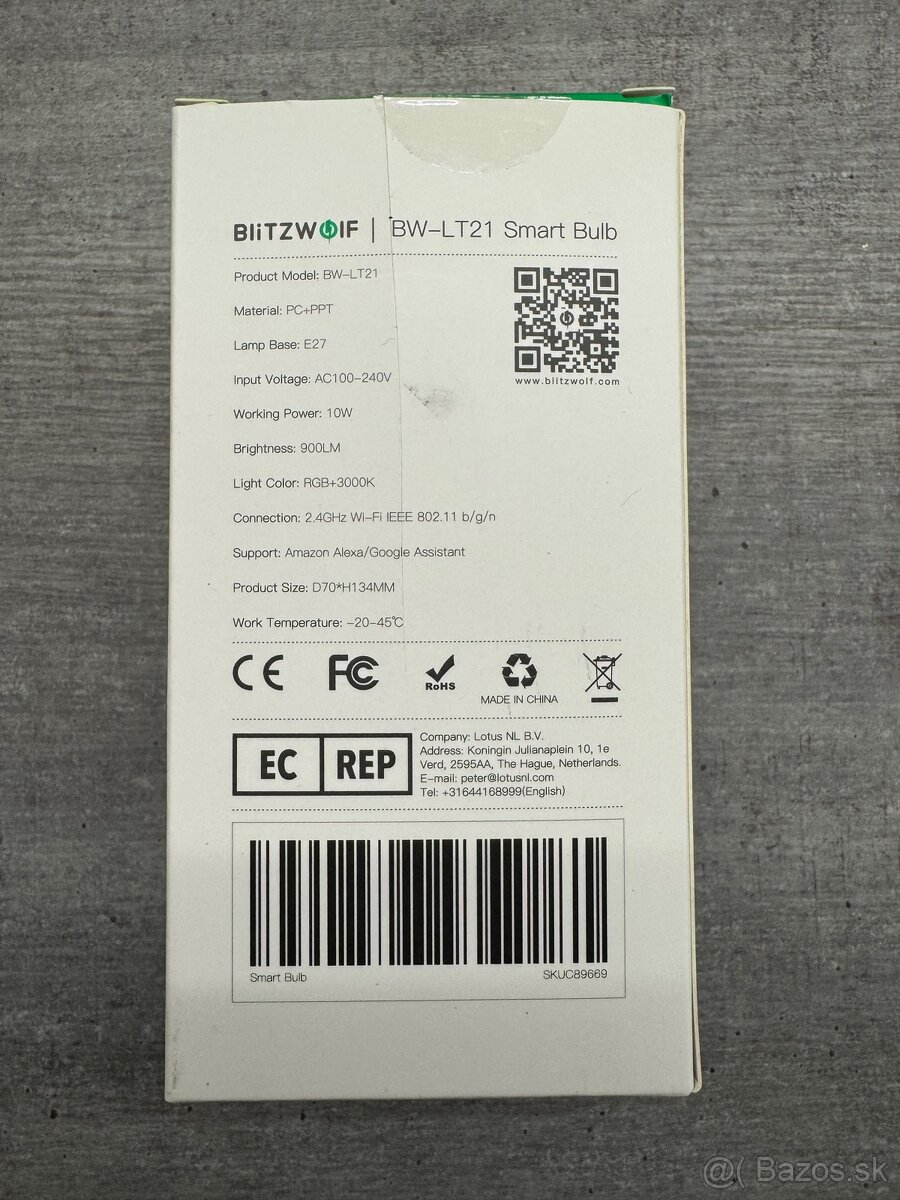 BLiTZWOLF | BW-LT21 Smart Bulb
Product Model: BW-LT21
Material: PC+PPT
Lamp Base: E27
Input Voltage: AC100-240V
Working Power: 10W
Brightness: 900LM
Light Color: RGB+3000K
Connection: 2.4GHz Wi-Fi IEEE 802.11 b/g/n
Support: Amazon Alexa/Google Assistant
Product Size: D70*H134MM
Work Temperature: -20-45℃
www.blitzwolf.com
CE FC RoHS
MADE IN CHINA
EC REP
Company: Lotus NL B.V.
Address: Koningin Julianaplein 10, 1e
Verd, 2595AA, The Hague, Netherlands.
E-mail: peter@lotusnl.com
Tel: +31644168999(English)
Smart Bulb SKUC89669
@( Bazos.sk